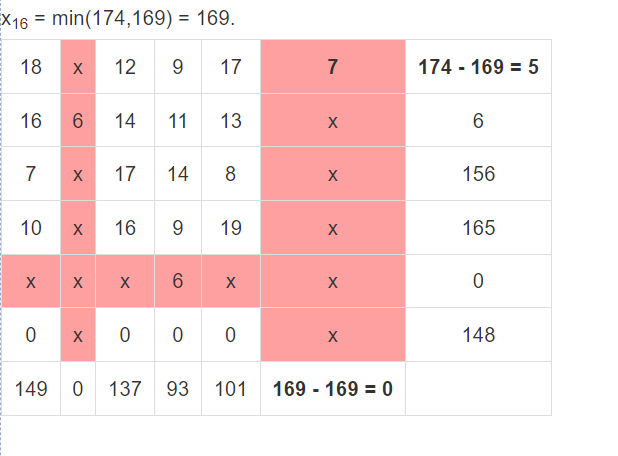 x16 = min(174,169) = 169.
18 x 12 9 17 7 174 - 169 = 5
16 6 14 11 13 x 6
7 x 17 14 8 x 156
10 x 16 9 19 x 165
x x x 6 x x 0
0 x 0 0 0 x 148
149 0 137 93 101 169 - 169 = 0